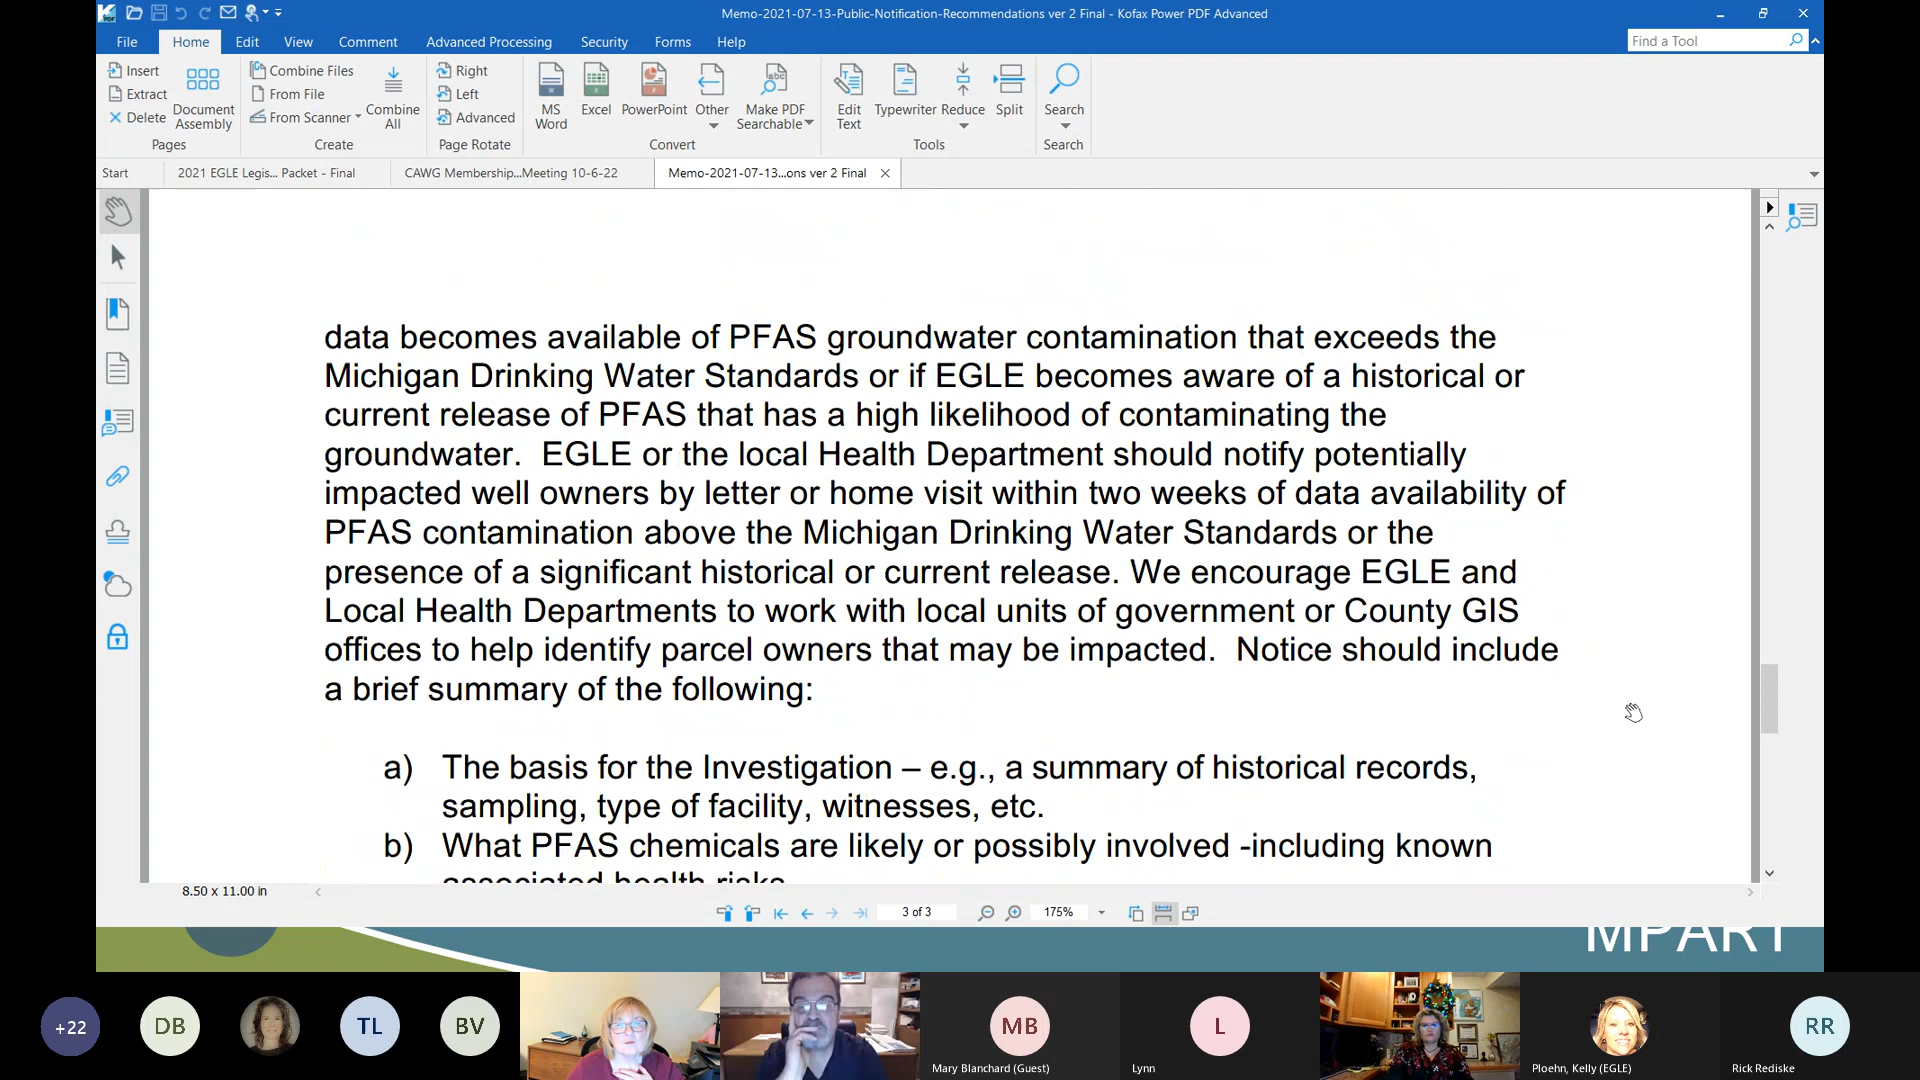 Memo-2021-07-13-Public-Notification-Recommendations ver 2 Final - Kofax Power PDF Advanced
File Home Edit View Comment Advanced Processing Security Forms Help
Find a Tool
Insert
Extract
Delete
Document Assembly
Pages
Combine Files
From File
From Scanner
Combine All
Create
Right
Left
Advanced
Page Rotate
MS Word
Excel
PowerPoint
Other
Make PDF Searchable
Convert
Edit Text
Typewriter
Reduce
Split
Tools
Search
Search
Start
2021 EGLE Legis... Packet - Final
CAWG Membership...Meeting 10-6-22
Memo-2021-07-13...ons ver 2 Final
data becomes available of PFAS groundwater contamination that exceeds the
Michigan Drinking Water Standards or if EGLE becomes aware of a historical or
current release of PFAS that has a high likelihood of contaminating the
groundwater.  EGLE or the local Health Department should notify potentially
impacted well owners by letter or home visit within two weeks of data availability of
PFAS contamination above the Michigan Drinking Water Standards or the
presence of a significant historical or current release. We encourage EGLE and
Local Health Departments to work with local units of government or County GIS
offices to help identify parcel owners that may be impacted.  Notice should include
a brief summary of the following:
a) The basis for the Investigation – e.g., a summary of historical records,
sampling, type of facility, witnesses, etc.
b) What PFAS chemicals are likely or possibly involved -including known
associated health risks
8.50 x 11.00 in
3 of 3
175%
MPART
+22
DB
TL
BV
MB
Mary Blanchard (Guest)
L
Lynn
Ploehn, Kelly (EGLE)
RR
Rick Rediske